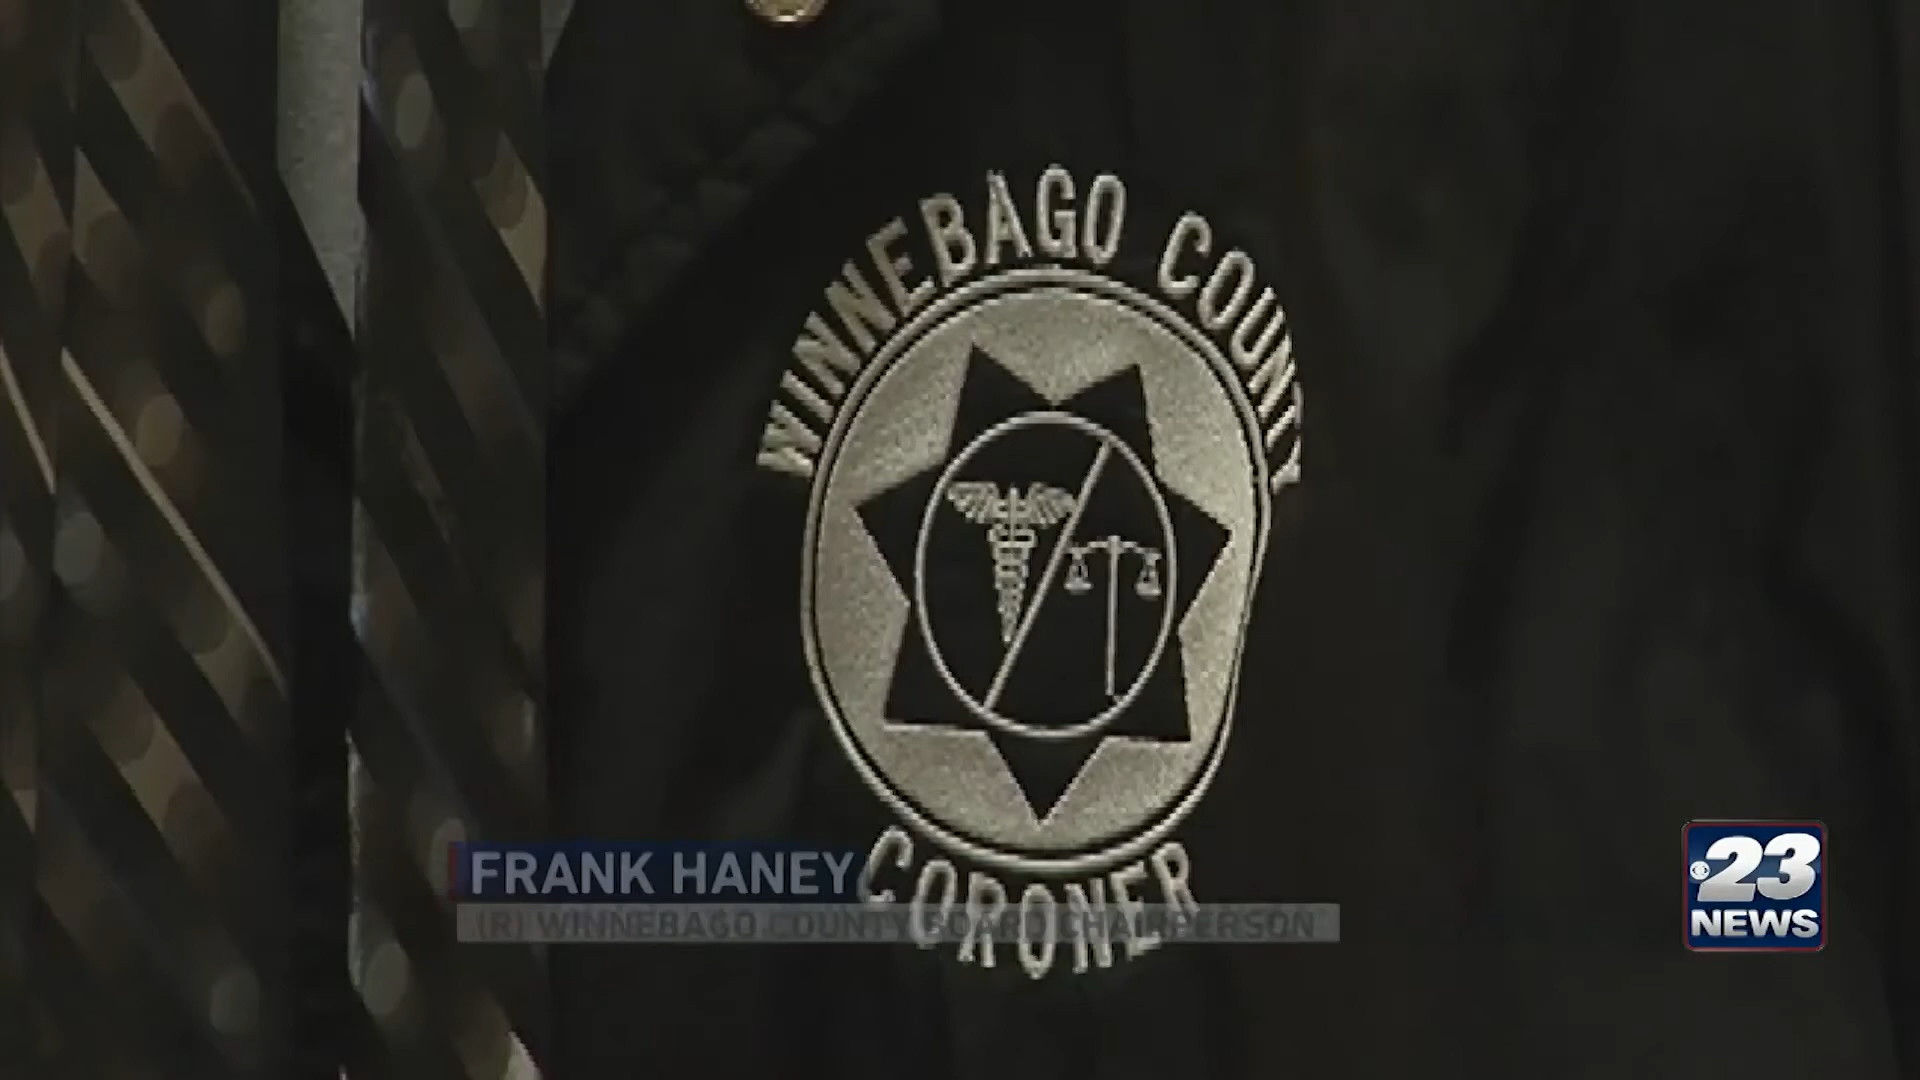 WINNEBAGO COUNTY
CORONER
FRANK HANEY
(R) WINNEBAGO COUNTY BOARD CHAIRPERSON
23
NEWS